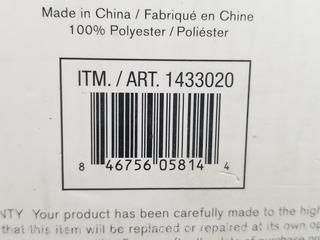 Made in China / Fabriqué en Chine
100% Polyester / Poliéster
ITM. / ART. 1433020
8 46756 05814 4
NTY Your product has been carefully made to the high
that this item will be replaced or repaired at its own op